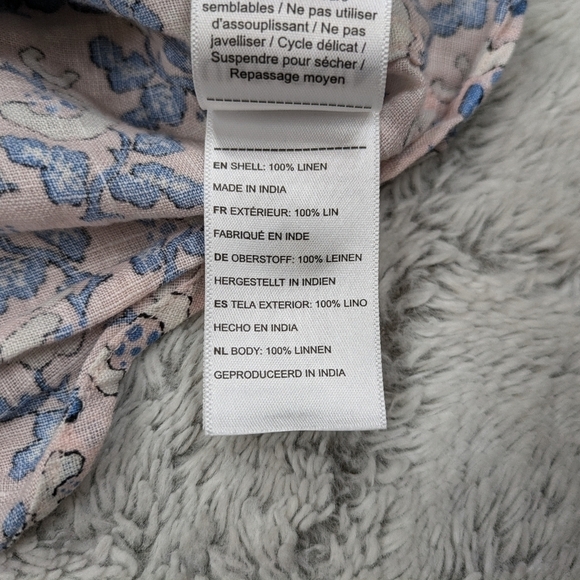 semblables / Ne pas utiliser
d'assouplissant / Ne pas
javelliser / Cycle délicat /
Suspendre pour sécher /
Repassage moyen
EN SHELL: 100% LINEN
MADE IN INDIA
FR EXTÉRIEUR: 100% LIN
FABRIQUÉ EN INDE
DE OBERSTOFF: 100% LEINEN
HERGESTELLT IN INDIEN
ES TELA EXTERIOR: 100% LINO
HECHO EN INDIA
NL BODY: 100% LINNEN
GEPRODUCEERD IN INDIA